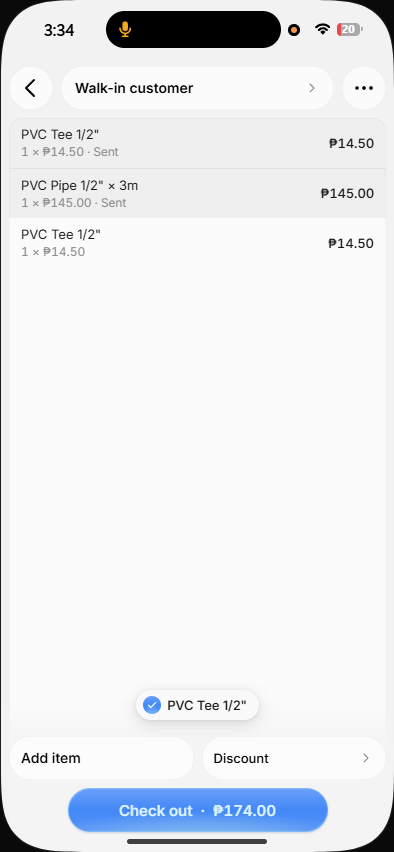 3:34
20
Walk-in customer
PVC Tee 1/2"
₱14.50
1 × ₱14.50 · Sent
PVC Pipe 1/2" × 3m
₱145.00
1 × ₱145.00 · Sent
PVC Tee 1/2"
₱14.50
1 × ₱14.50
PVC Tee 1/2"
Add item
Discount
Check out · ₱174.00